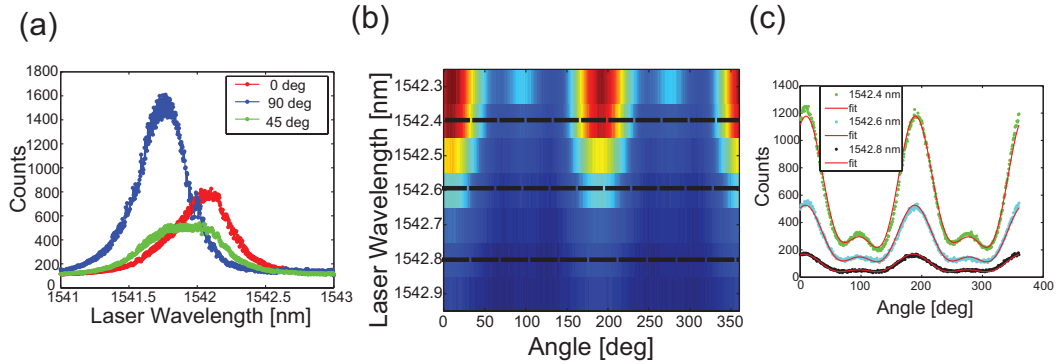 (a)
1800
1600
1400
1200
1000
800
600
400
200
0
Counts
1541
1541.5
1542
1542.5
1543
Laser Wavelength [nm]
0 deg
90 deg
45 deg
(b)
Laser Wavelength [nm]
1542.3
1542.4
1542.5
1542.6
1542.7
1542.8
1542.9
0
50
100
150
200
250
300
350
Angle [deg]
(c)
1400
1200
1000
800
600
400
200
0
Counts
0
100
200
300
400
Angle [deg]
1542.4 nm
fit
1542.6 nm
fit
1542.8 nm
fit